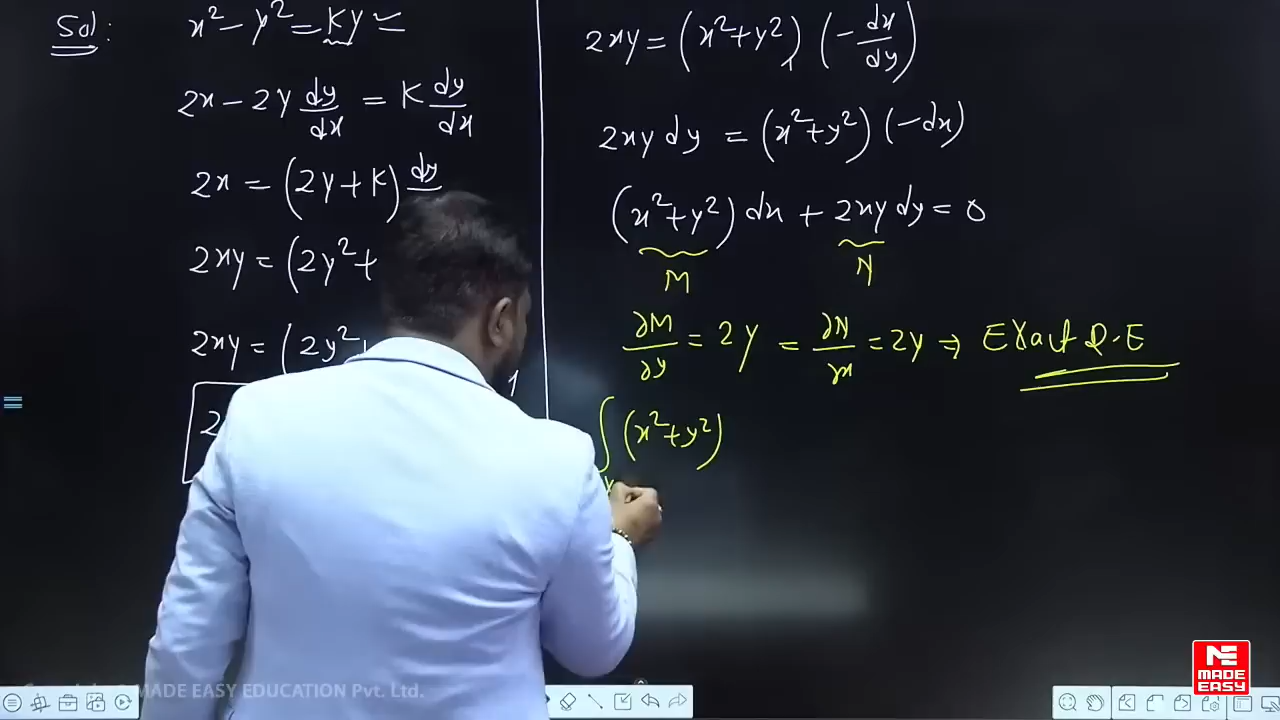 Sol:
x² - y² = Ky
2x - 2y dy/dx = K dy/dx
2x = (2y + K) dy
2xy = (2y² +
2xy = (2y² +
2
2xy = (x² + y²) (- dx/dy)
2xy dy = (x² + y²) (-dx)
(x² + y²) dx + 2xy dy = 0
M N
∂M/∂y = 2y = ∂N/∂x = 2y ⇒ Exact D.E
∫ (x² + y²)
MADE EASY EDUCATION Pvt. Ltd.
ME
MADE
EASY